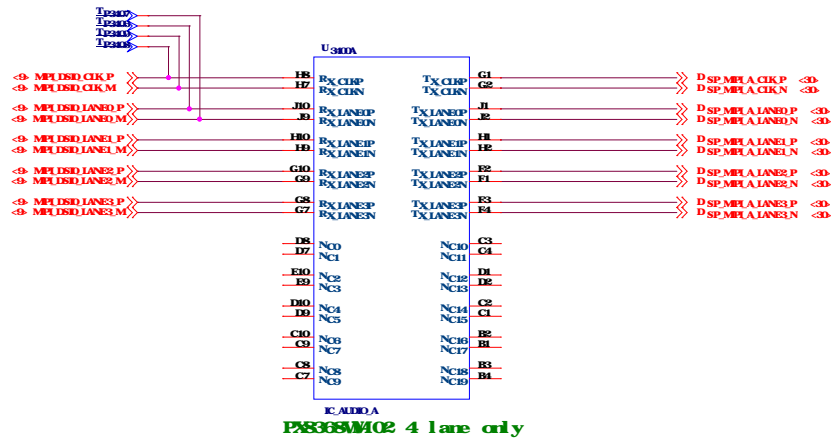 TP3407
TP3406
TP3405
TP3408
U3400A
<9> MIPI_DSI0_CLK_P H8 RX_CLKP TX_CLKP G1 DSP_MIPI_A_CLK_P <30>
<9> MIPI_DSI0_CLK_M H7 RX_CLKN TX_CLKN G2 DSP_MIPI_A_CLK_N <30>
<9> MIPI_DSI0_LANE0_P J10 RX_LANE0P TX_LANE0P J1 DSP_MIPI_A_LANE0_P <30>
<9> MIPI_DSI0_LANE0_M J9 RX_LANE0N TX_LANE0N J2 DSP_MIPI_A_LANE0_N <30>
<9> MIPI_DSI0_LANE1_P H10 RX_LANE1P TX_LANE1P H1 DSP_MIPI_A_LANE1_P <30>
<9> MIPI_DSI0_LANE1_M H9 RX_LANE1N TX_LANE1N H2 DSP_MIPI_A_LANE1_N <30>
<9> MIPI_DSI0_LANE2_P G10 RX_LANE2P TX_LANE2P F2 DSP_MIPI_A_LANE2_P <30>
<9> MIPI_DSI0_LANE2_M G9 RX_LANE2N TX_LANE2N F1 DSP_MIPI_A_LANE2_N <30>
<9> MIPI_DSI0_LANE3_P G8 RX_LANE3P TX_LANE3P F3 DSP_MIPI_A_LANE3_P <30>
<9> MIPI_DSI0_LANE3_M G7 RX_LANE3N TX_LANE3N F4 DSP_MIPI_A_LANE3_N <30>
D8 NC0 NC10 C3
D7 NC1 NC11 C4
E10 NC2 NC12 D1
E9 NC3 NC13 D2
D10 NC4 NC14 C2
D9 NC5 NC15 C1
C10 NC6 NC16 B2
C9 NC7 NC17 B1
C8 NC8 NC18 B3
C7 NC9 NC19 B4
IC_AUDIO_A
4 lane only